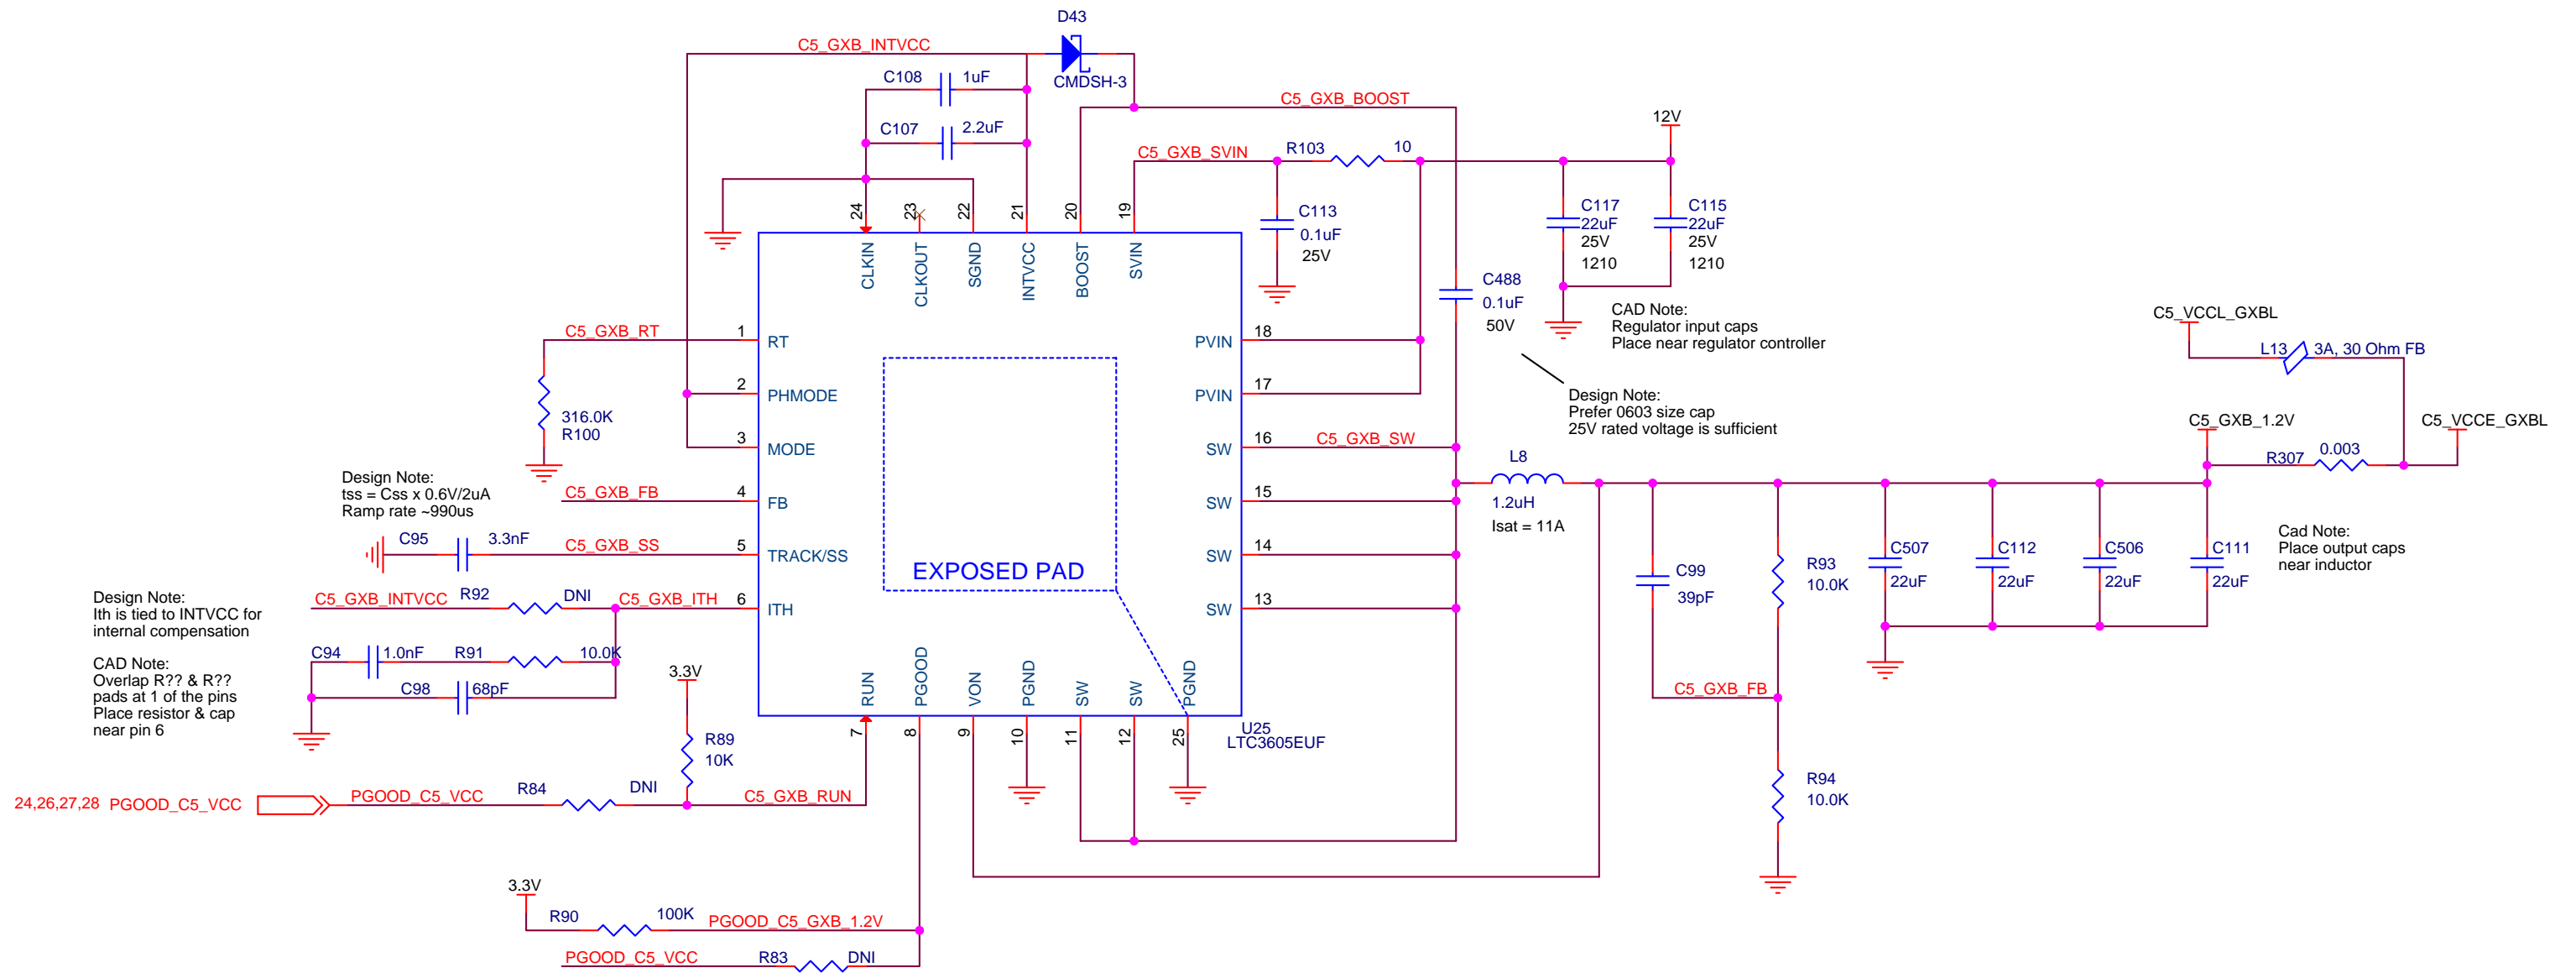 D43
C5_GXB_INTVCC
CMDSH-3
C108 1uF
C107 2.2uF
C5_GXB_BOOST
12V
C5_GXB_SVIN
R103 10
C113
0.1uF
25V
C117
22uF
25V
1210
C115
22uF
25V
1210
C488
0.1uF
50V
CAD Note:
Regulator input caps
Place near regulator controller
Design Note:
Prefer 0603 size cap
25V rated voltage is sufficient
24 23 22 21 20 19
CLKIN CLKOUT SGND INTVCC BOOST SVIN
C5_GXB_RT 1 RT
316.0K
R100
2 PHMODE
3 MODE
Design Note:
tss = Css x 0.6V/2uA
Ramp rate ~990us
C5_GXB_FB 4 FB
C95 3.3nF C5_GXB_SS 5 TRACK/SS
Design Note:
Ith is tied to INTVCC for
internal compensation
C5_GXB_INTVCC R92 DNI C5_GXB_ITH 6 ITH
CAD Note:
Overlap R?? & R??
pads at 1 of the pins
Place resistor & cap
near pin 6
C94 1.0nF R91 10.0K
C98 68pF
EXPOSED PAD
PVIN 18
PVIN 17
SW 16 C5_GXB_SW
SW 15
SW 14
SW 13
RUN PGOOD VON PGND SW SW PGND
7 8 9 10 11 12 25
U25
LTC3605EUF
3.3V
R89
10K
24,26,27,28 PGOOD_C5_VCC PGOOD_C5_VCC R84 DNI C5_GXB_RUN
3.3V
R90 100K PGOOD_C5_GXB_1.2V
PGOOD_C5_VCC R83 DNI
L8
1.2uH
Isat = 11A
C99
39pF
R93
10.0K
C5_GXB_FB
R94
10.0K
C507
22uF
C112
22uF
C506
22uF
C111
22uF
Cad Note:
Place output caps
near inductor
C5_VCCL_GXBL
L13 3A, 30 Ohm FB
C5_GXB_1.2V
C5_VCCE_GXBL
R307 0.003